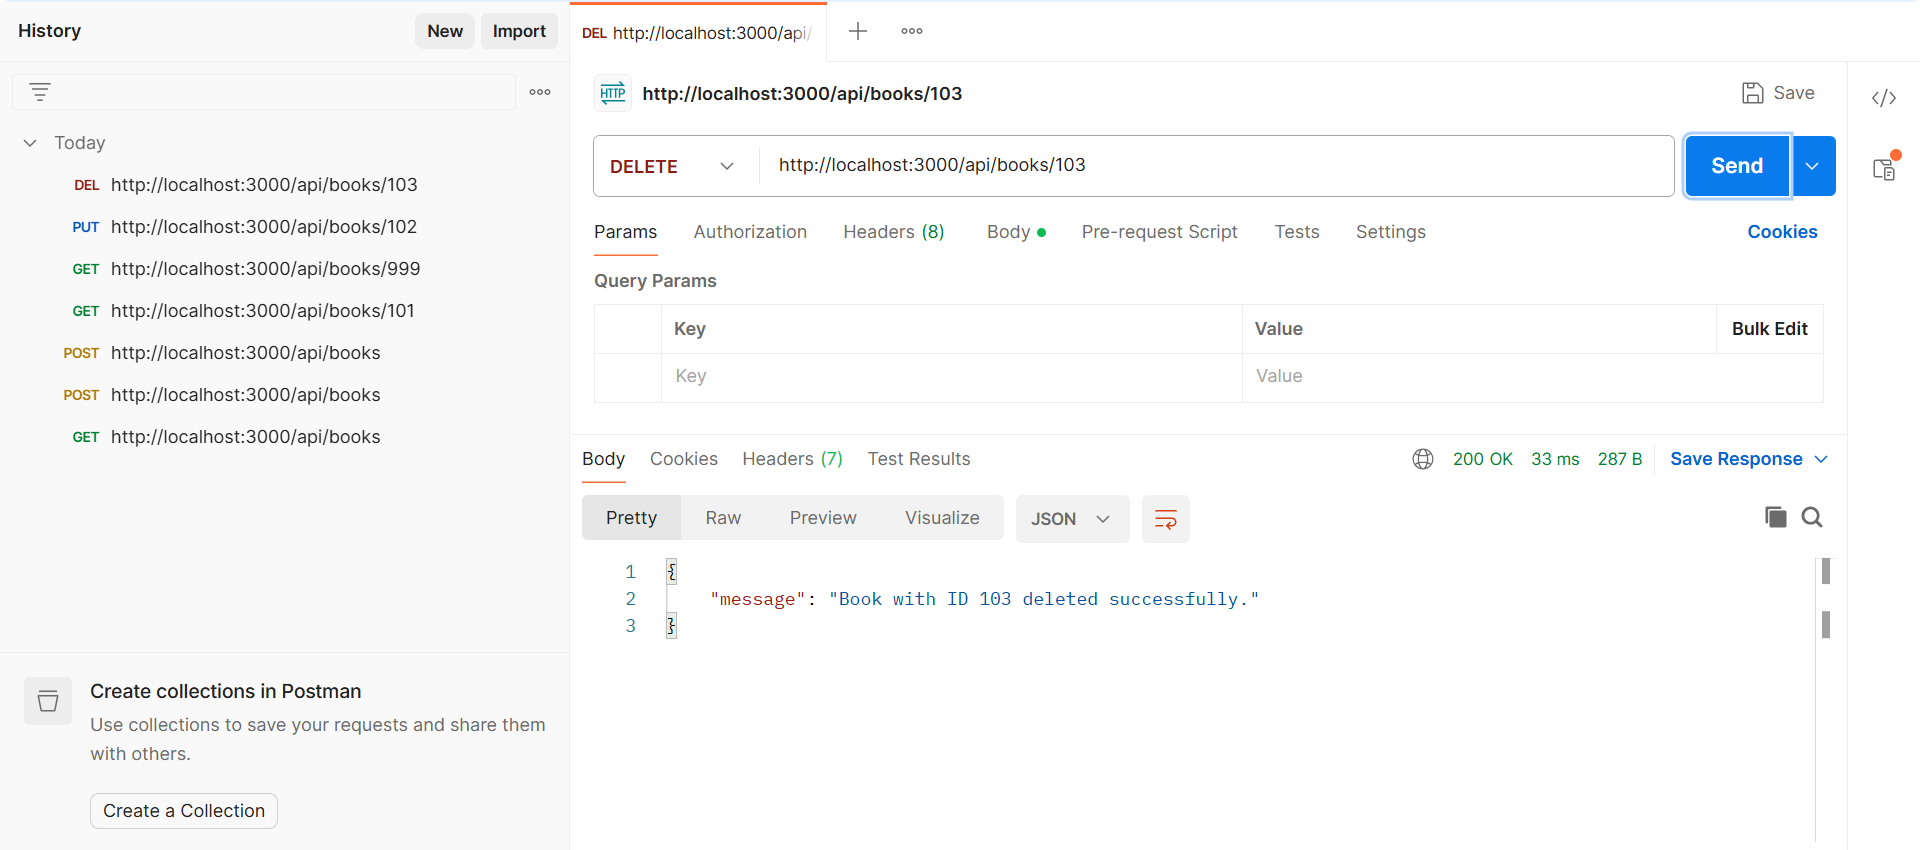 History
New
Import
Today
DEL http://localhost:3000/api/books/103
PUT http://localhost:3000/api/books/102
GET http://localhost:3000/api/books/999
GET http://localhost:3000/api/books/101
POST http://localhost:3000/api/books
POST http://localhost:3000/api/books
GET http://localhost:3000/api/books
Create collections in Postman
Use collections to save your requests and share them
with others.
Create a Collection
DEL http://localhost:3000/api/
HTTP http://localhost:3000/api/books/103
Save
DELETE http://localhost:3000/api/books/103
Send
Params Authorization Headers (8) Body Pre-request Script Tests Settings Cookies
Query Params
Key Value Bulk Edit
Key Value
Body Cookies Headers (7) Test Results 200 OK 33 ms 287 B Save Response
Pretty Raw Preview Visualize JSON
1 {
2 "message": "Book with ID 103 deleted successfully."
3 }